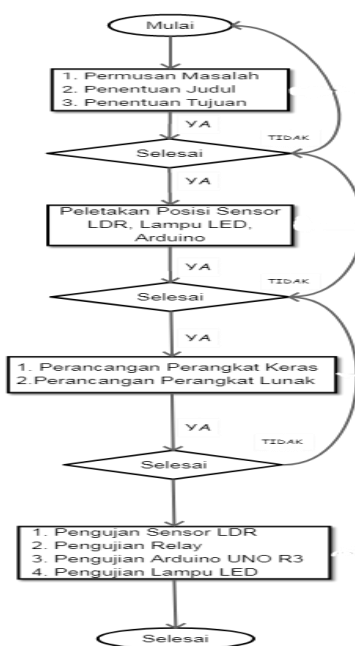 Mulai
1. Permusan Masalah
2. Penentuan Judul
3. Penentuan Tujuan
YA
TIDAK
Selesai
YA
Peletakan Posisi Sensor
LDR, Lampu LED,
Arduino
YA
TIDAK
Selesai
YA
1. Perancangan Perangkat Keras
2.Perancangan Perangkat Lunak
YA
TIDAK
Selesai
1. Pengujan Sensor LDR
2. Pengujian Relay
3. Pengujian Arduino UNO R3
4. Pengujian Lampu LED
Selesai